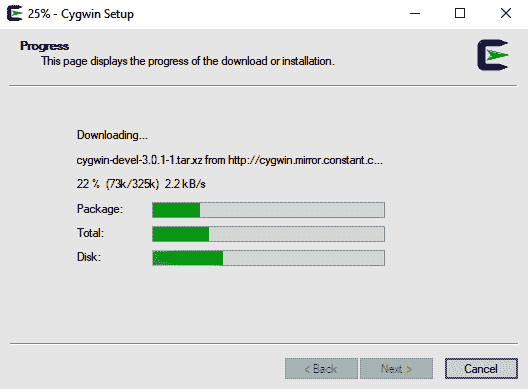 25% - Cygwin Setup
Progress
This page displays the progress of the download or installation.
Downloading...
cygwin-devel-3.0.1-1.tar.xz from http://cygwin.mirror.constant.c...
22 % (73k/325k) 2.2 kB/s
Package:
Total:
Disk:
< Back Next > Cancel